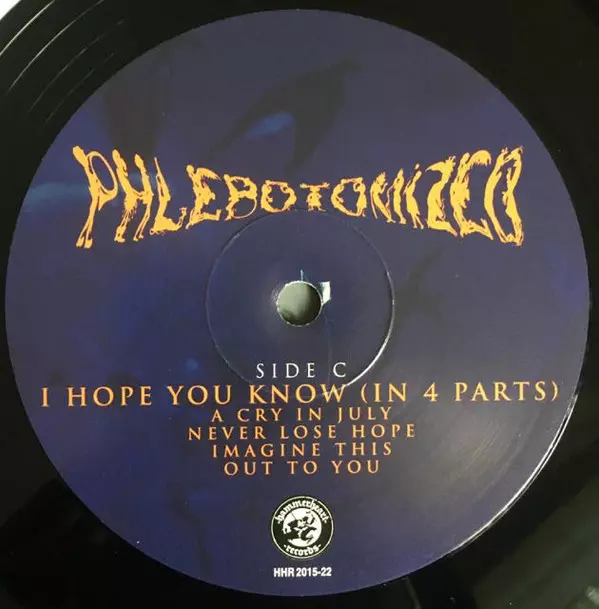 PHLEBOTOMIZED
SIDE C
I HOPE YOU KNOW (IN 4 PARTS)
A CRY IN JULY
NEVER LOSE HOPE
IMAGINE THIS
OUT TO YOU
hammerheart
records
HHR 2015-22